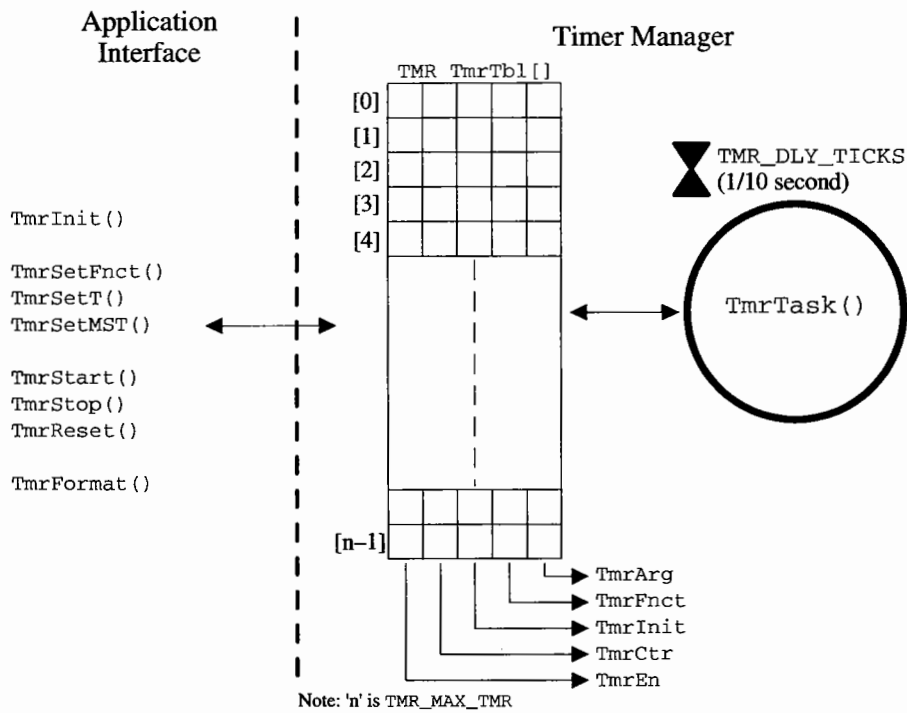 Application
Interface
TmrInit()
TmrSetFnct()
TmrSetT()
TmrSetMST()
TmrStart()
TmrStop()
TmrReset()
TmrFormat()
Timer Manager
TMR TmrTbl[]
[0]
[1]
[2]
[3]
[4]
[n–1]
TmrArg
TmrFnct
TmrInit
TmrCtr
TmrEn
Note: 'n' is TMR_MAX_TMR
TMR_DLY_TICKS
(1/10 second)
TmrTask()